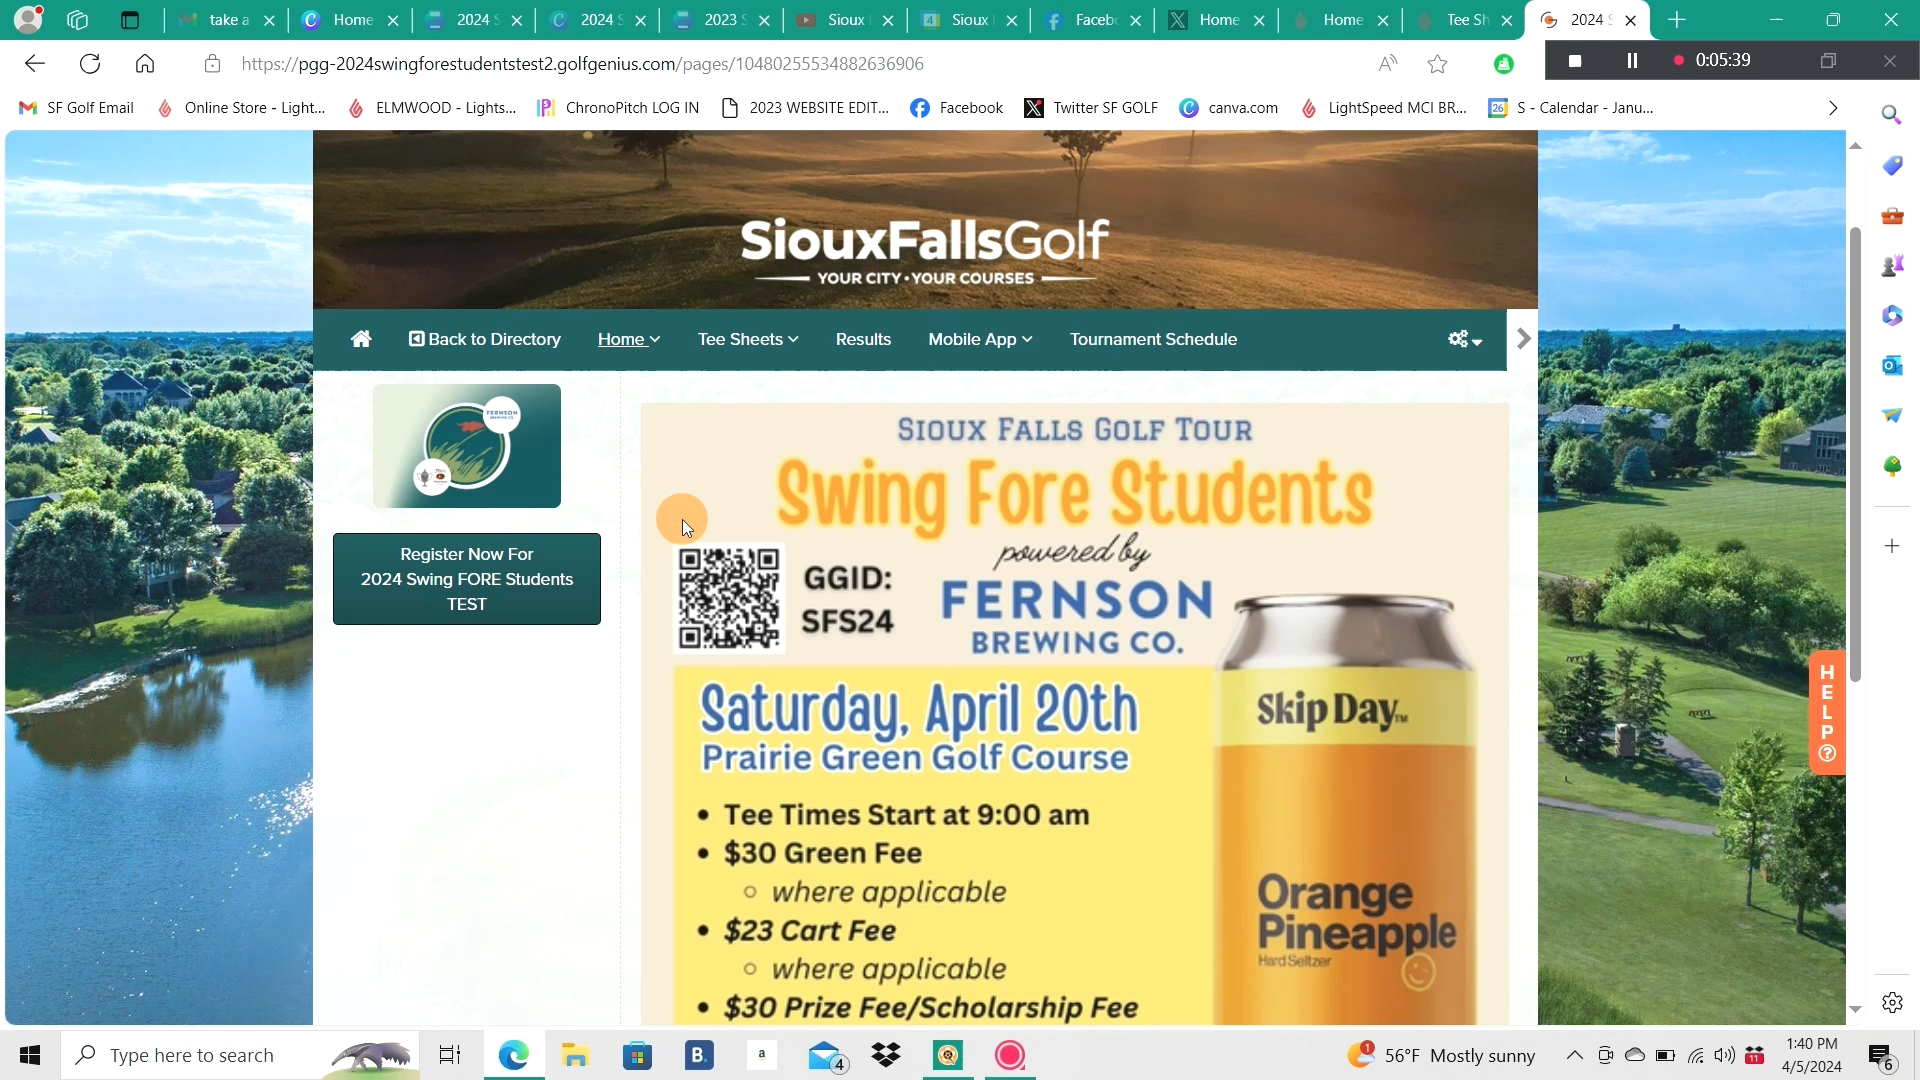 take a
Home
2024 S
2024 S
2023 S
Sioux
Sioux
Faceb
Home
Home
Tee Sh
2024 S
https://pgg-2024swingforestudentstest2.golfgenius.com/pages/10480255534882636906
0:05:39
SF Golf Email
Online Store - Light...
ELMWOOD - Lights...
ChronoPitch LOG IN
2023 WEBSITE EDIT...
Facebook
Twitter SF GOLF
canva.com
LightSpeed MCI BR...
S - Calendar - Janu...
SiouxFallsGolf
YOUR CITY • YOUR COURSES
Back to Directory
Home
Tee Sheets
Results
Mobile App
Tournament Schedule
FERNSON
Register Now For
2024 Swing FORE Students
TEST
Sioux Falls Golf Tour
Swing Fore Students
powered by
GGID:
SFS24
FERNSON
BREWING CO.
Saturday, April 20th
Prairie Green Golf Course
• Tee Times Start at 9:00 am
• $30 Green Fee
○ where applicable
• $23 Cart Fee
○ where applicable
• $30 Prize Fee/Scholarship Fee
Skip Day™
Orange
Pineapple
Hard Seltzer
HELP?
Type here to search
B.
a
4
1
56°F Mostly sunny
11
1:40 PM
4/5/2024
6